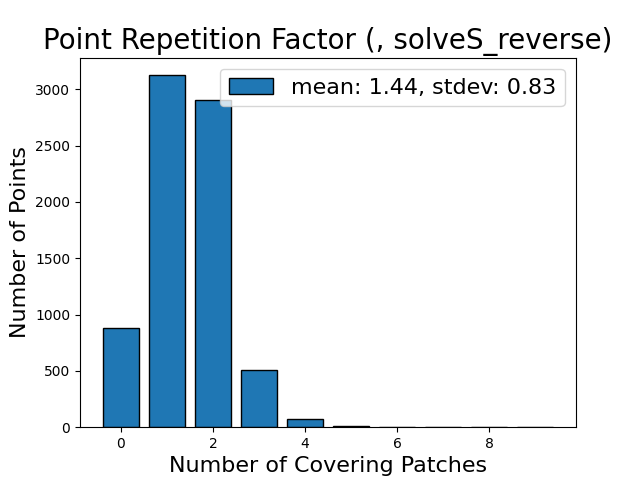 Point Repetition Factor (, solveS_reverse)
mean: 1.44, stdev: 0.83
Number of Points
3000
2500
2000
1500
1000
500
0
0 2 4 6 8
Number of Covering Patches